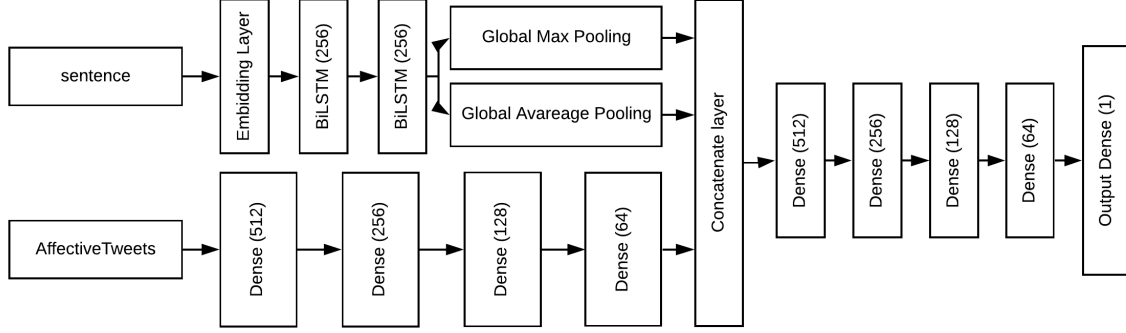 sentence
Embidding Layer
BiLSTM (256)
BiLSTM (256)
Global Max Pooling
Global Avareage Pooling
AffectiveTweets
Dense (512)
Dense (256)
Dense (128)
Dense (64)
Concatenate layer
Dense (512)
Dense (256)
Dense (128)
Dense (64)
Output Dense (1)